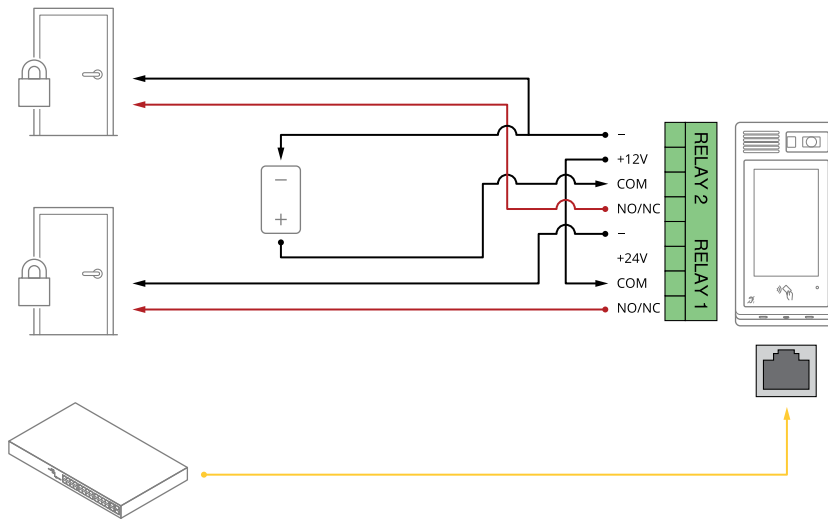 −
+12V
COM
NO/NC
−
+24V
COM
NO/NC
RELAY 2
RELAY 1
−
+